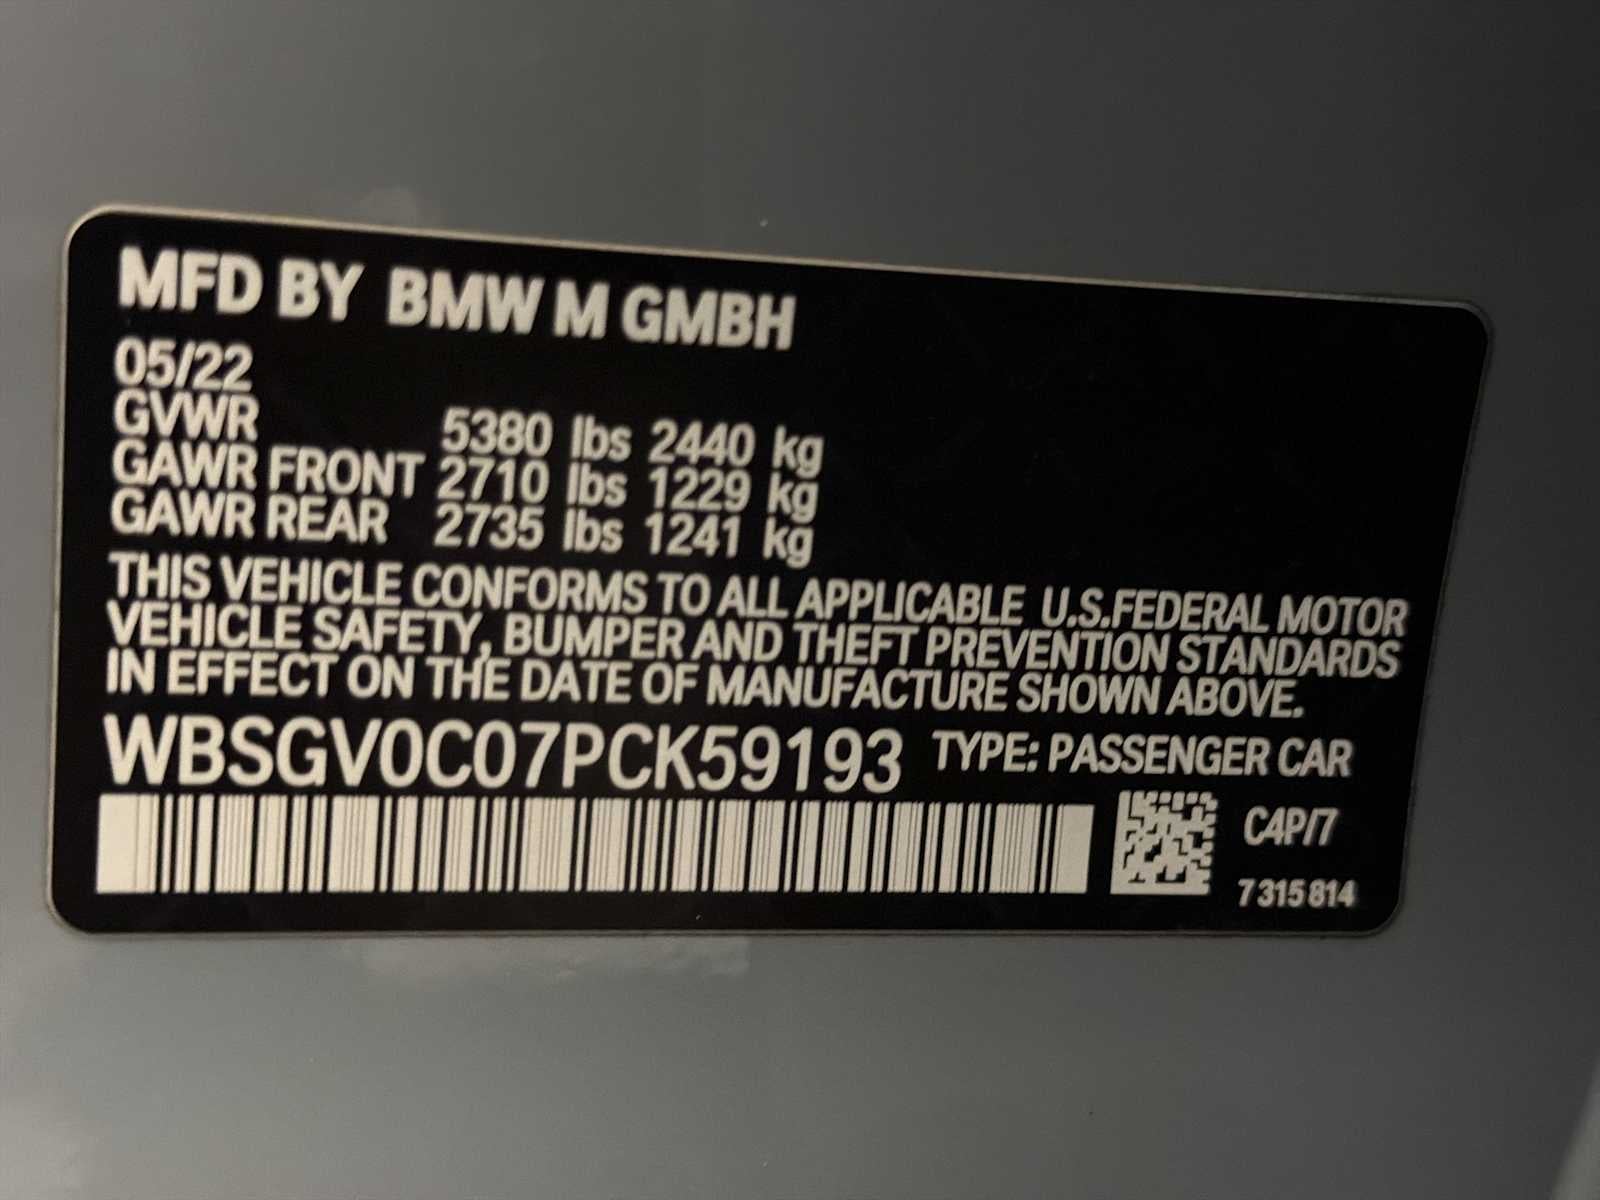 MFD BY BMW M GMBH
05/22
GVWR 5380 lbs 2440 kg
GAWR FRONT 2710 lbs 1229 kg
GAWR REAR 2735 lbs 1241 kg
THIS VEHICLE CONFORMS TO ALL APPLICABLE U.S.FEDERAL MOTOR
VEHICLE SAFETY, BUMPER AND THEFT PREVENTION STANDARDS
IN EFFECT ON THE DATE OF MANUFACTURE SHOWN ABOVE.
WBSGV0C07PCK59193 TYPE: PASSENGER CAR
C4P/7
7 315 814